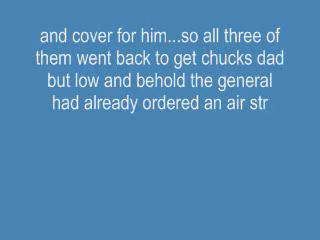 and cover for him...so all three of
them went back to get chucks dad
but low and behold the general
had already ordered an air str